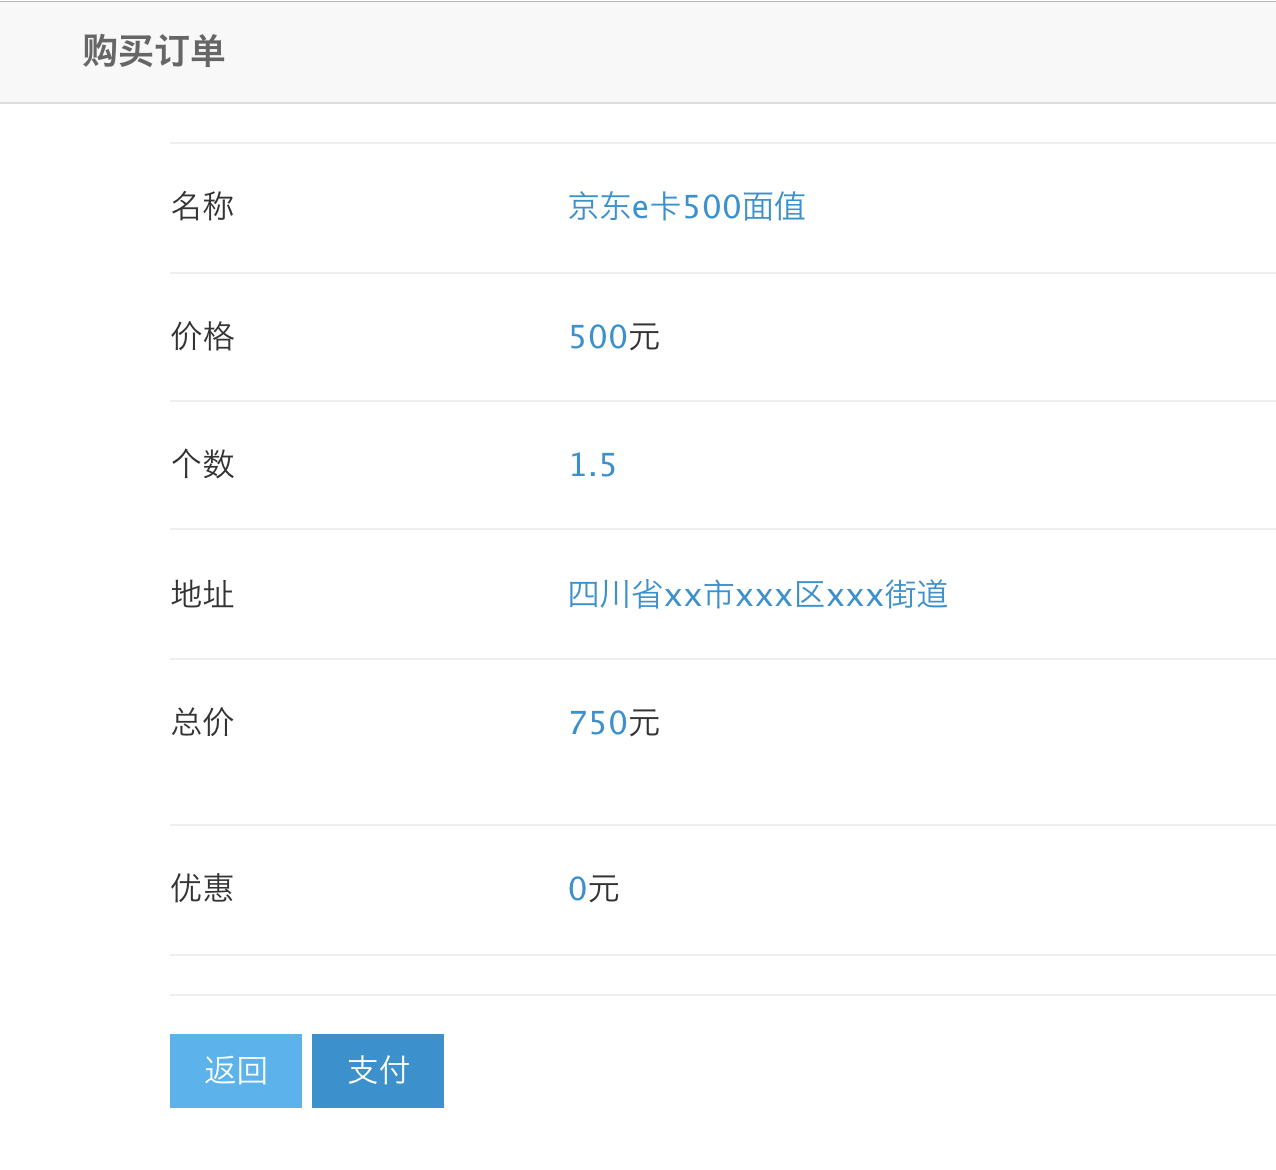 购买订单
名称 京东e卡500面值
价格 500元
个数 1.5
地址 四川省xx市xxx区xxx街道
总价 750元
优惠 0元
返回 支付